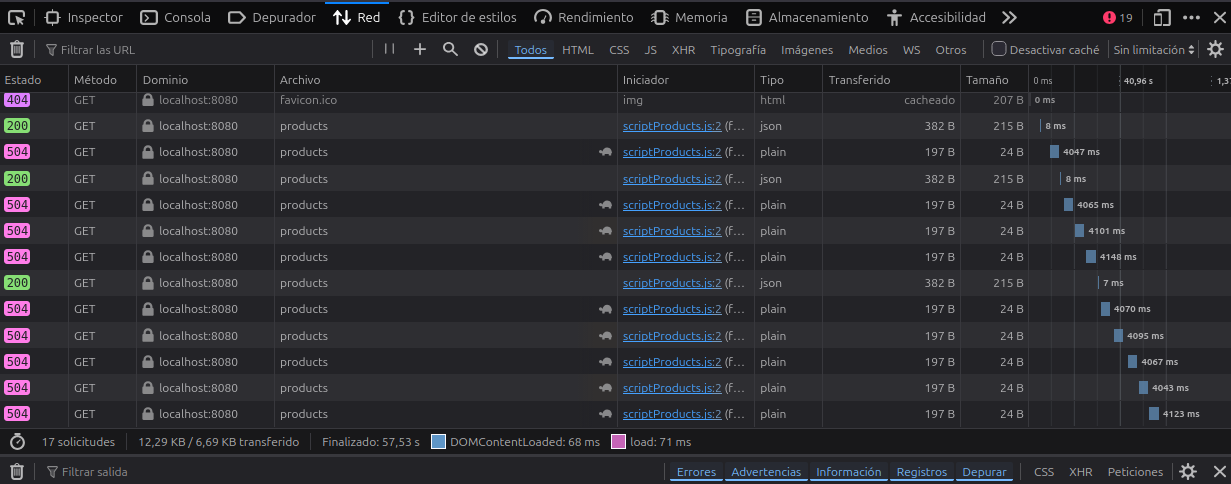 Inspector Consola Depurador Red Editor de estilos Rendimiento Memoria Almacenamiento Accesibilidad 19
Filtrar las URL Todos HTML CSS JS XHR Tipografía Imágenes Medios WS Otros Desactivar caché Sin limitación
Estado Método Dominio Archivo Iniciador Tipo Transferido Tamaño 0 ms 40,96 s 1,37
404 GET localhost:8080 favicon.ico img html cacheado 207 B 0 ms
200 GET localhost:8080 products scriptProducts.js:2 (f… json 382 B 215 B 8 ms
504 GET localhost:8080 products scriptProducts.js:2 (f… plain 197 B 24 B 4047 ms
200 GET localhost:8080 products scriptProducts.js:2 (f… json 382 B 215 B 8 ms
504 GET localhost:8080 products scriptProducts.js:2 (f… plain 197 B 24 B 4065 ms
504 GET localhost:8080 products scriptProducts.js:2 (f… plain 197 B 24 B 4101 ms
504 GET localhost:8080 products scriptProducts.js:2 (f… plain 197 B 24 B 4148 ms
200 GET localhost:8080 products scriptProducts.js:2 (f… json 382 B 215 B 7 ms
504 GET localhost:8080 products scriptProducts.js:2 (f… plain 197 B 24 B 4070 ms
504 GET localhost:8080 products scriptProducts.js:2 (f… plain 197 B 24 B 4095 ms
504 GET localhost:8080 products scriptProducts.js:2 (f… plain 197 B 24 B 4067 ms
504 GET localhost:8080 products scriptProducts.js:2 (f… plain 197 B 24 B 4043 ms
504 GET localhost:8080 products scriptProducts.js:2 (f… plain 197 B 24 B 4123 ms
17 solicitudes 12,29 KB / 6,69 KB transferido Finalizado: 57,53 s DOMContentLoaded: 68 ms load: 71 ms
Filtrar salida Errores Advertencias Información Registros Depurar CSS XHR Peticiones